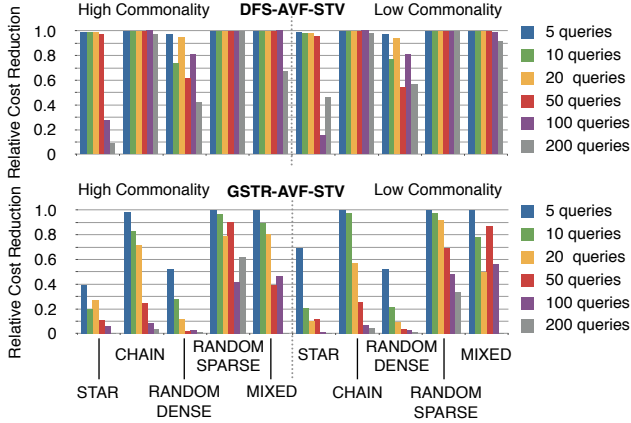 High Commonality DFS-AVF-STV Low Commonality
Relative Cost Reduction
1.0
0.8
0.6
0.4
0.2
0
5 queries
10 queries
20 queries
50 queries
100 queries
200 queries
High Commonality GSTR-AVF-STV Low Commonality
Relative Cost Reduction
1.0
0.8
0.6
0.4
0.2
0
5 queries
10 queries
20 queries
50 queries
100 queries
200 queries
CHAIN RANDOM SPARSE STAR RANDOM DENSE MIXED
STAR RANDOM DENSE MIXED CHAIN RANDOM SPARSE